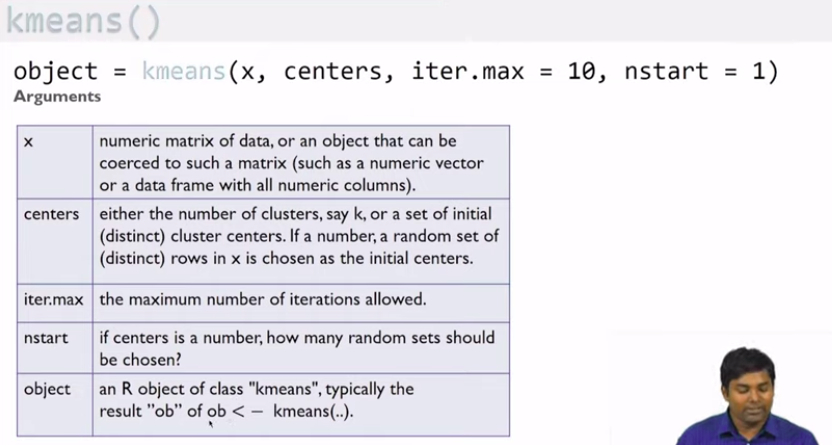 kmeans()
object = kmeans(x, centers, iter.max = 10, nstart = 1)
Arguments
x numeric matrix of data, or an object that can be
coerced to such a matrix (such as a numeric vector
or a data frame with all numeric columns).
centers either the number of clusters, say k, or a set of initial
(distinct) cluster centers. If a number, a random set of
(distinct) rows in x is chosen as the initial centers.
iter.max the maximum number of iterations allowed.
nstart if centers is a number, how many random sets should
be chosen?
object an R object of class "kmeans", typically the
result "ob" of ob < – kmeans(..).